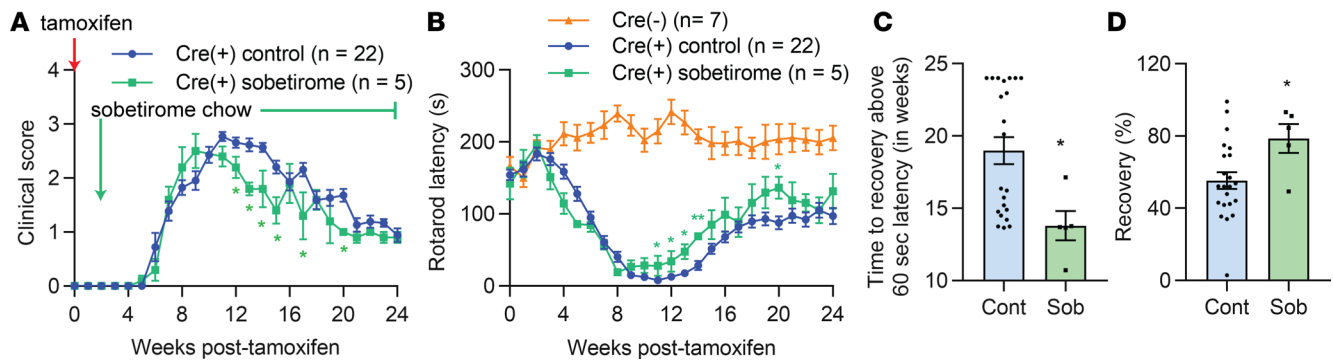 A
tamoxifen
Cre(+) control (n = 22)
Cre(+) sobetirome (n = 5)
sobetirome chow
Clinical score
4
3
2
1
0
* * * * * *
0 4 8 12 16 20 24
Weeks post-tamoxifen
B
Cre(-) (n= 7)
Cre(+) control (n = 22)
Cre(+) sobetirome (n = 5)
Rotarod latency (s)
300
200
100
0
* * * ** *
0 4 8 12 16 20 24
Weeks post-tamoxifen
C
Time to recovery above
60 sec latency (in weeks)
25
20
15
10
*
Cont Sob
D
Recovery (%)
120
80
40
0
*
Cont Sob